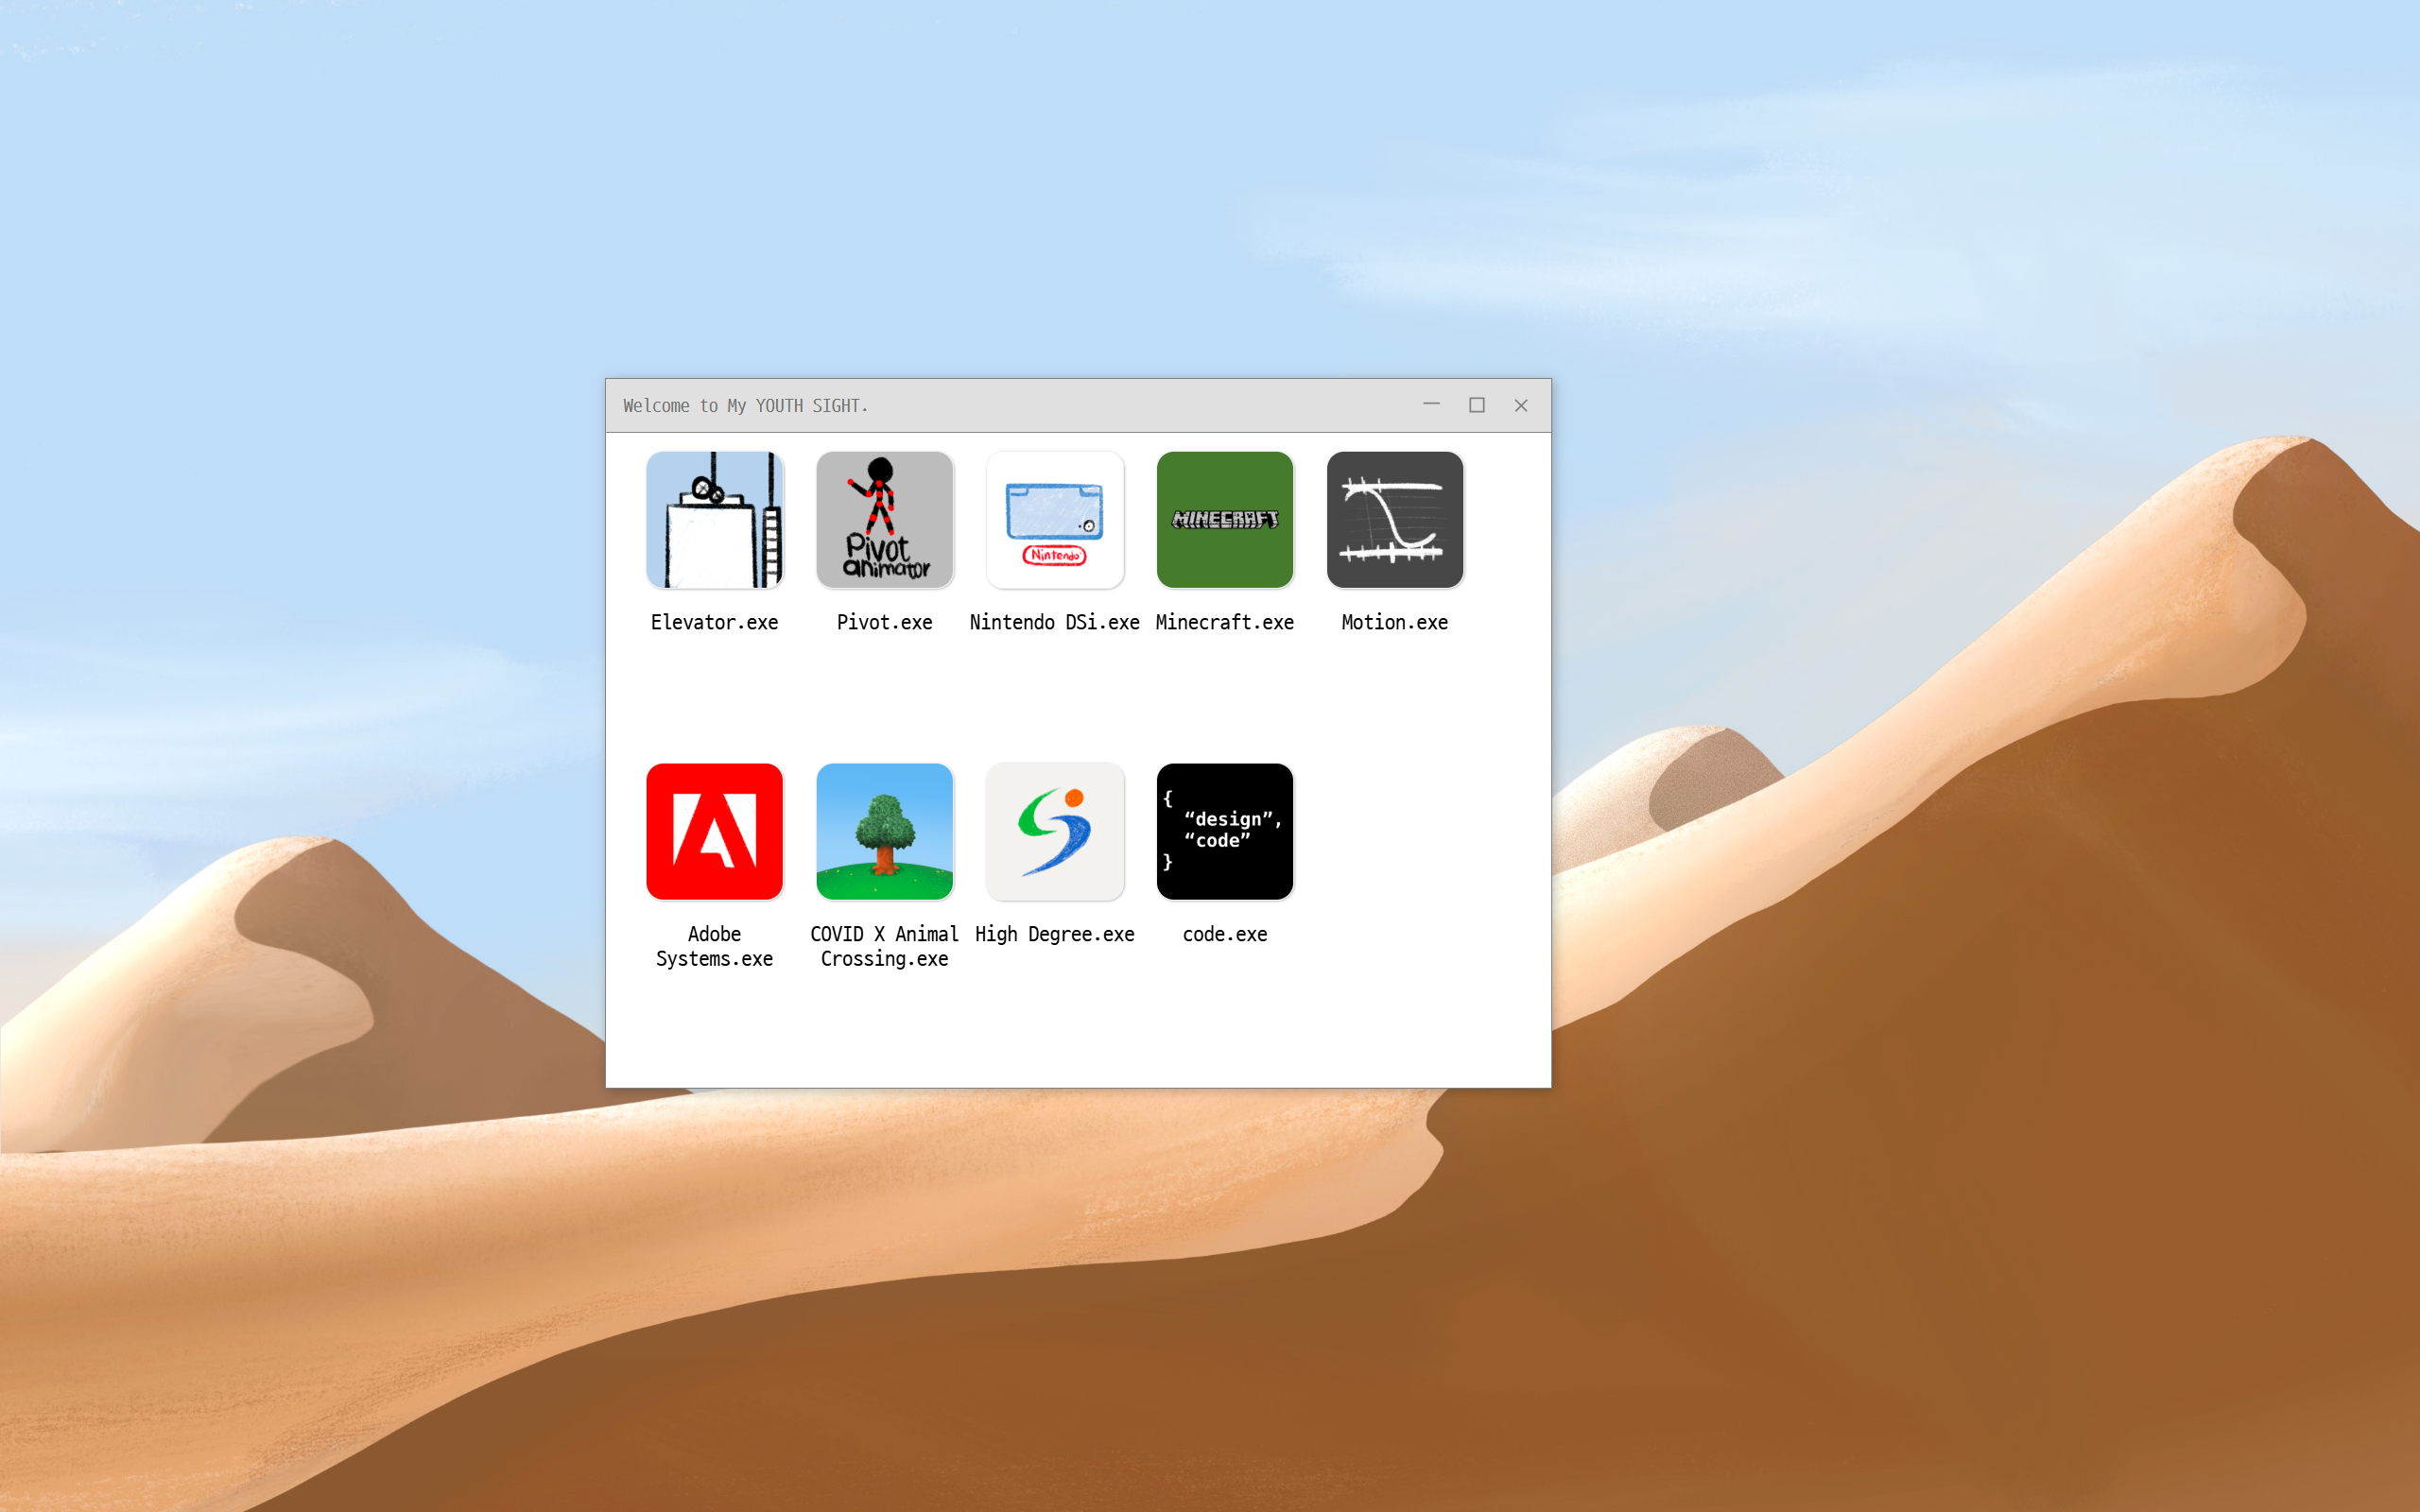 Welcome to My YOUTH SIGHT.
Pivot
animator
Nintendo
MINECRAFT
Elevator.exe
Pivot.exe
Nintendo DSi.exe
Minecraft.exe
Motion.exe
{
“design”,
“code”
}
Adobe
Systems.exe
COVID X Animal
Crossing.exe
High Degree.exe
code.exe